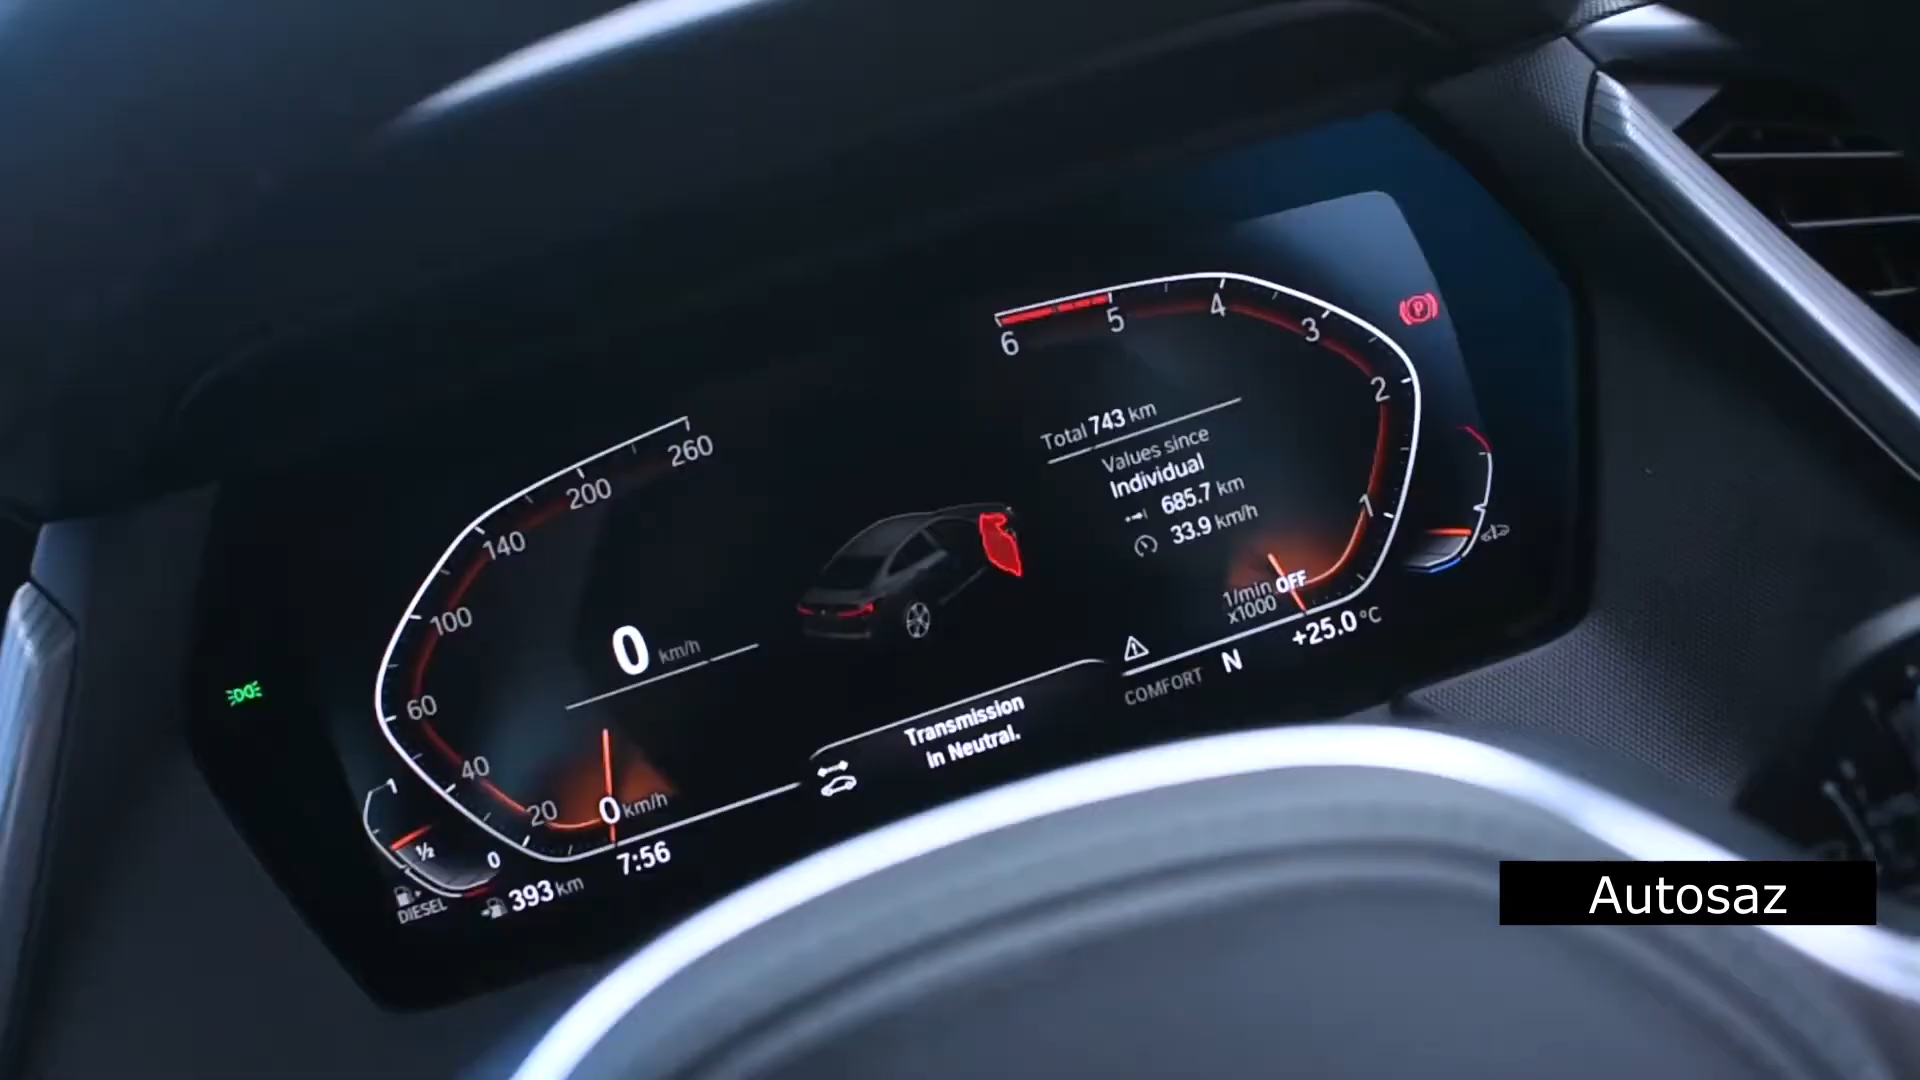 6
5
4
3
2
1
Total 743 km
Values since
Individual
685.7 km
33.9 km/h
1/min OFF
x1000
+25.0 °C
260
200
140
100
60
40
20
0 km/h
0 km/h
COMFORT N
Transmission
in Neutral.
1
½
0
7:56
DIESEL
393 km
P
Autosaz